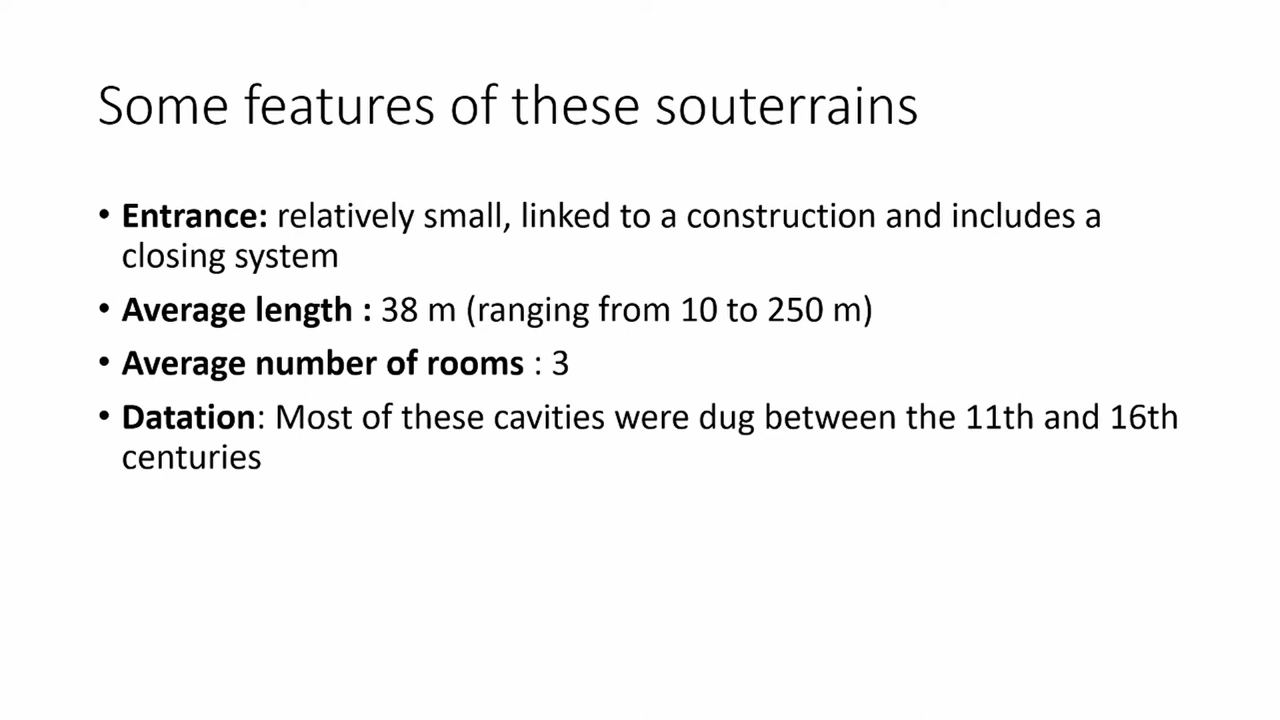 Some features of these souterrains
• Entrance: relatively small, linked to a construction and includes a
closing system
• Average length : 38 m (ranging from 10 to 250 m)
• Average number of rooms : 3
• Datation: Most of these cavities were dug between the 11th and 16th
centuries